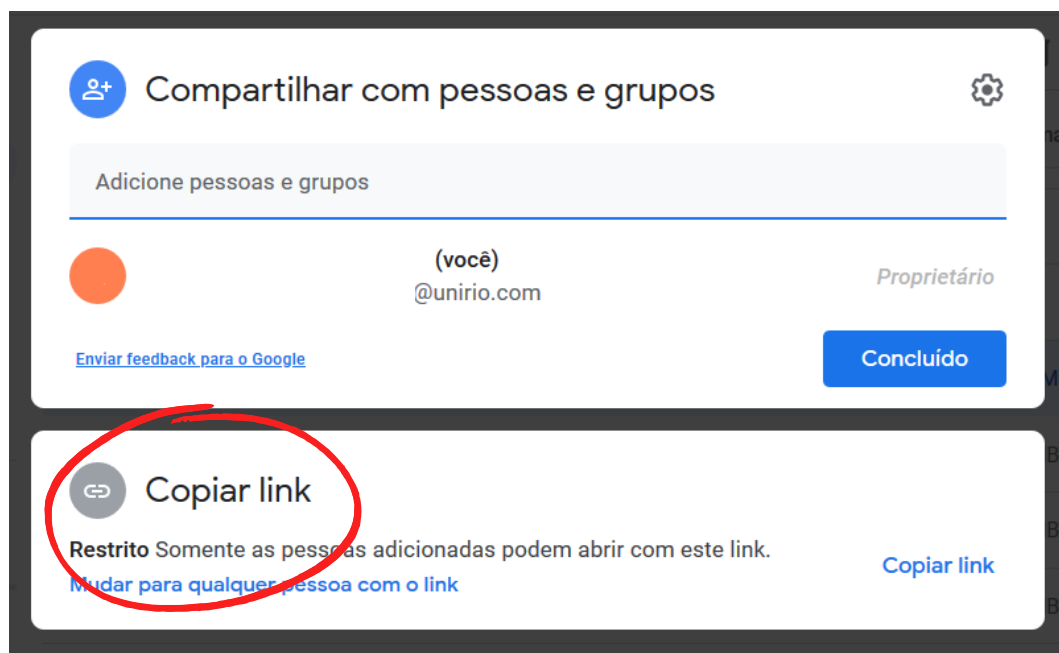 Compartilhar com pessoas e grupos
Adicione pessoas e grupos
(você)
@unirio.com
Proprietário
Enviar feedback para o Google
Concluído
Copiar link
Restrito Somente as pessoas adicionadas podem abrir com este link.
Mudar para qualquer pessoa com o link
Copiar link